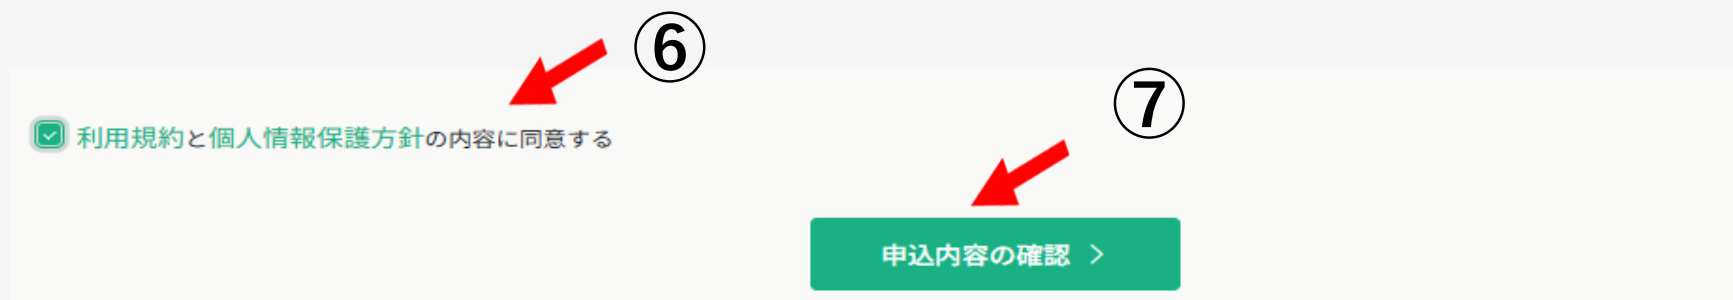 ⑥
⑦
利用規約と個人情報保護方針の内容に同意する
申込内容の確認